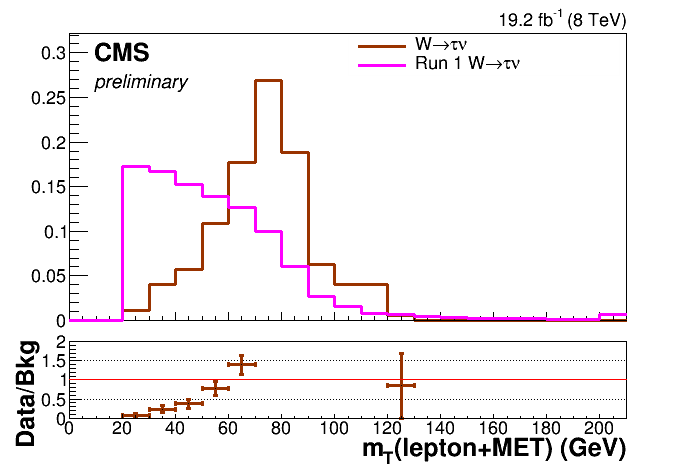 19.2 fb⁻¹ (8 TeV)
CMS
preliminary
W→τν
Run 1 W→τν
0.3
0.25
0.2
0.15
0.1
0.05
0
Data/Bkg
2
1.5
1
0.5
0
0 20 40 60 80 100 120 140 160 180 200
m_T(lepton+MET) (GeV)